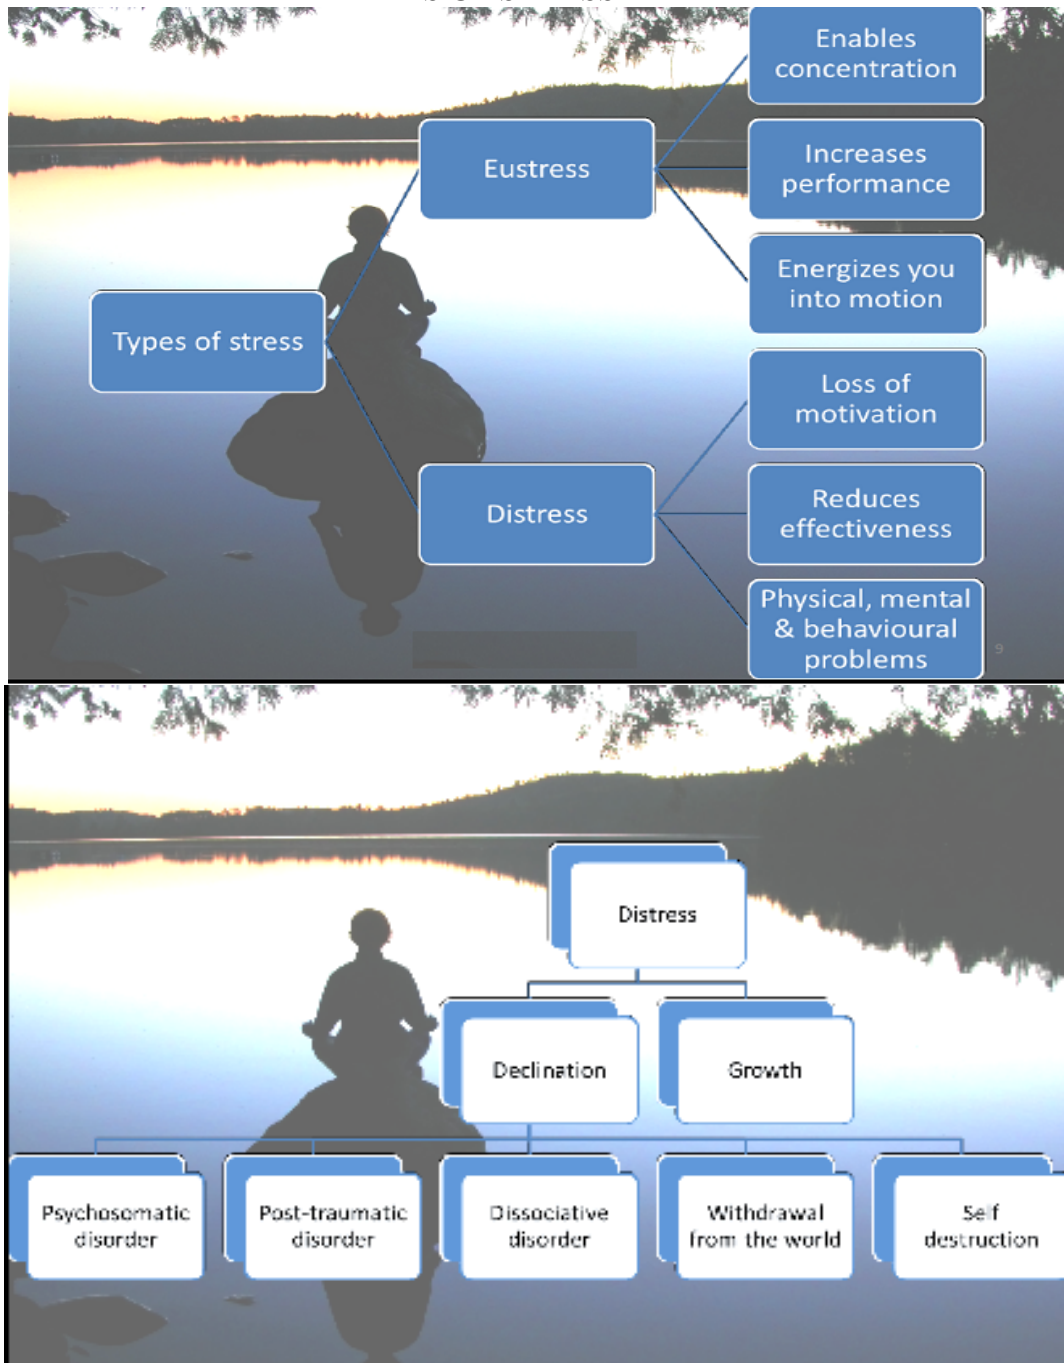 Enables
concentration
Eustress
Increases
performance
Energizes you
into motion
Types of stress
Loss of
motivation
Distress
Reduces
effectiveness
Physical, mental
& behavioural
problems
9
Distress
Declination
Growth
Psychosomatic
disorder
Post-traumatic
disorder
Dissociative
disorder
Withdrawal
from the world
Self
destruction